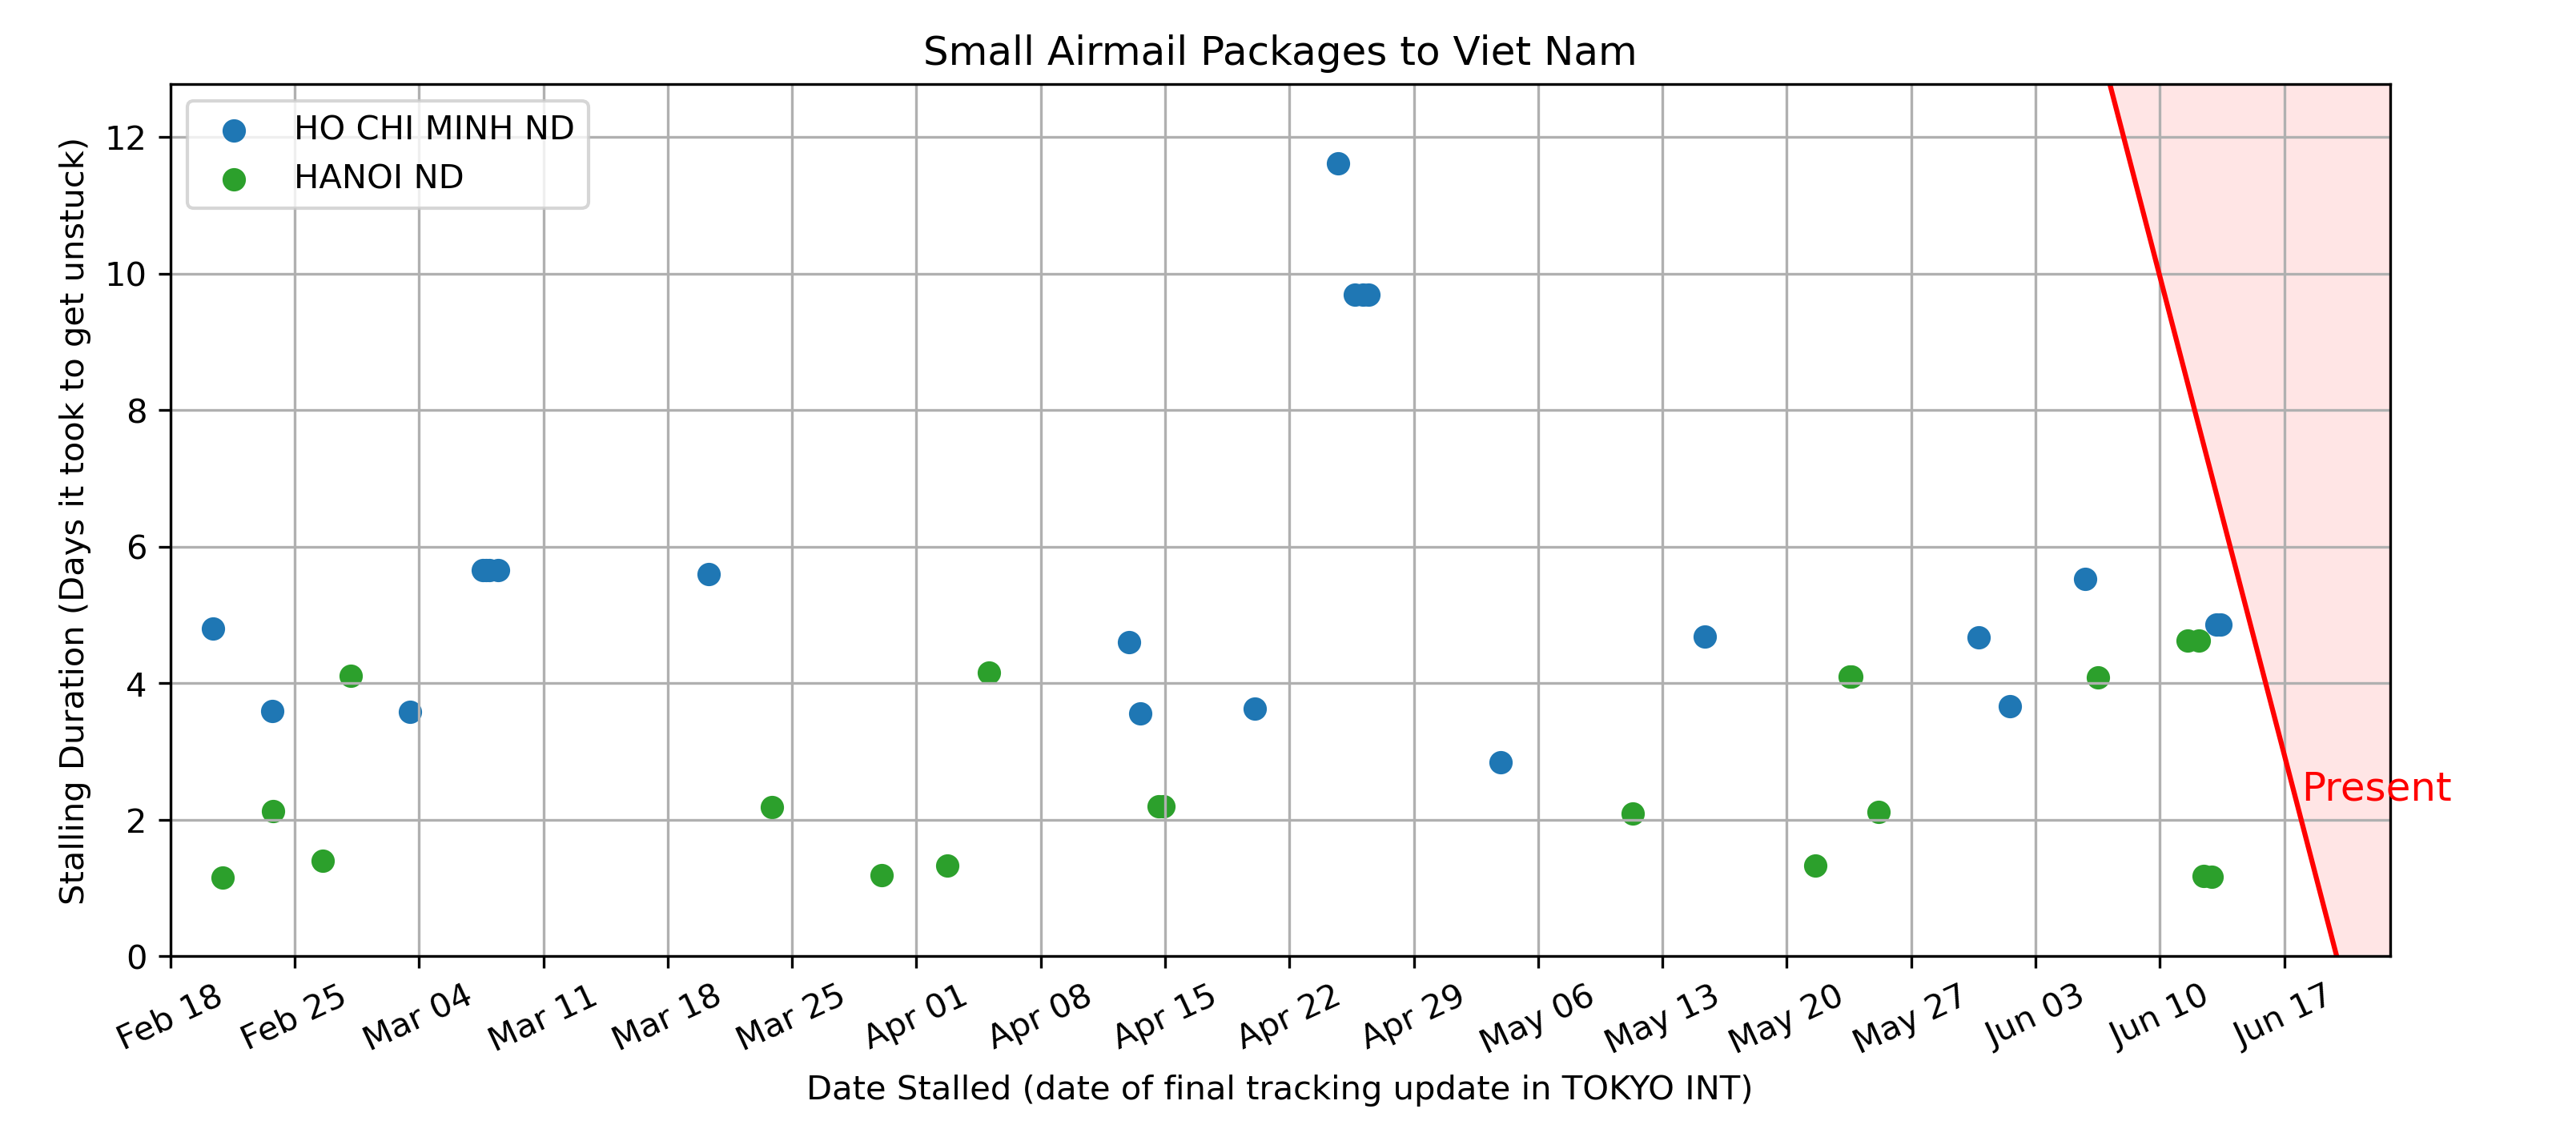 Small Airmail Packages to Viet Nam
HO CHI MINH ND
HANOI ND
Stalling Duration (Days it took to get unstuck)
12
10
8
6
4
2
0
Present
Feb 18
Feb 25
Mar 04
Mar 11
Mar 18
Mar 25
Apr 01
Apr 08
Apr 15
Apr 22
Apr 29
May 06
May 13
May 20
May 27
Jun 03
Jun 10
Jun 17
Date Stalled (date of final tracking update in TOKYO INT)